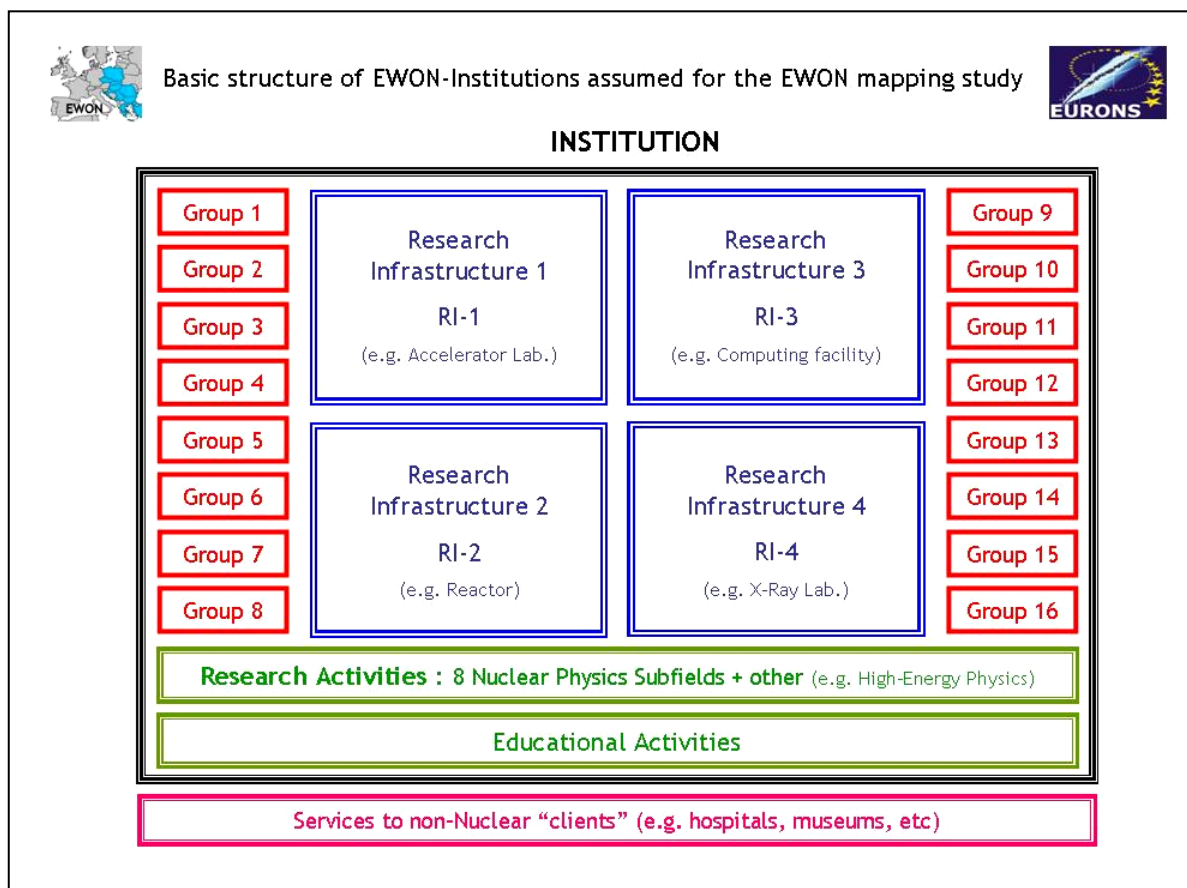 EWON
Basic structure of EWON-Institutions assumed for the EWON mapping study
EURONS
INSTITUTION
Group 1
Group 2
Group 3
Group 4
Group 5
Group 6
Group 7
Group 8
Research
Infrastructure 1
RI-1
(e.g. Accelerator Lab.)
Research
Infrastructure 2
RI-2
(e.g. Reactor)
Research
Infrastructure 3
RI-3
(e.g. Computing facility)
Research
Infrastructure 4
RI-4
(e.g. X-Ray Lab.)
Group 9
Group 10
Group 11
Group 12
Group 13
Group 14
Group 15
Group 16
Research Activities : 8 Nuclear Physics Subfields + other (e.g. High-Energy Physics)
Educational Activities
Services to non-Nuclear “clients” (e.g. hospitals, museums, etc)